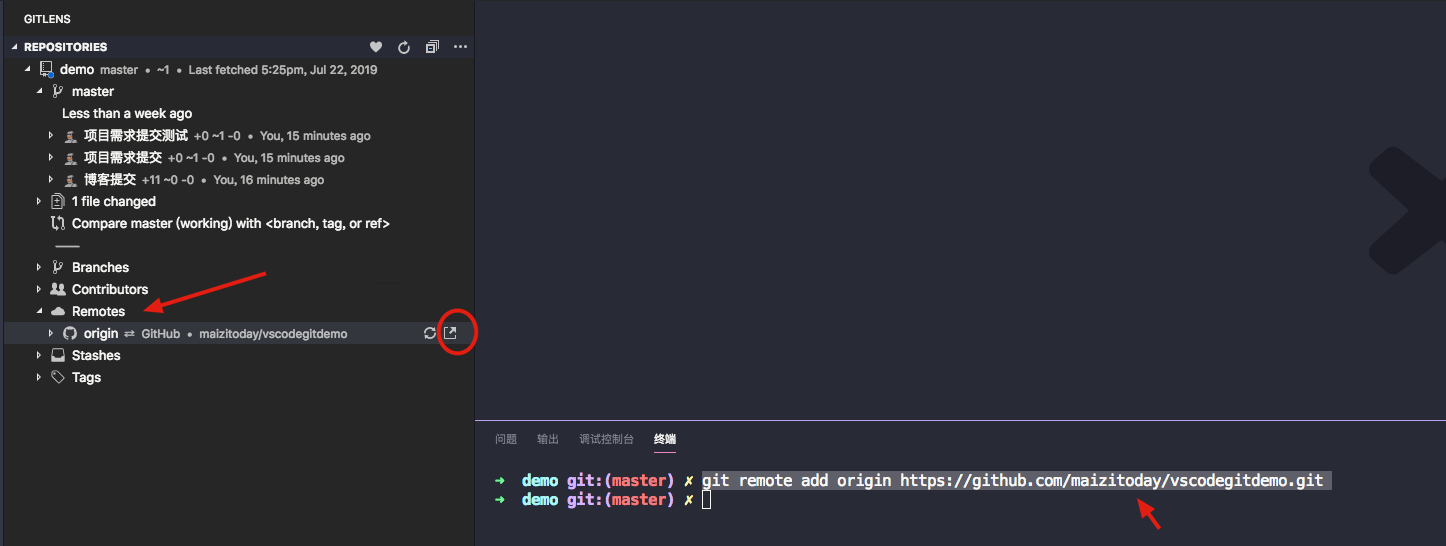 GITLENS
REPOSITORIES
demo master • ~1 • Last fetched 5:25pm, Jul 22, 2019
master
Less than a week ago
项目需求提交测试 +0 ~1 -0 • You, 15 minutes ago
项目需求提交 +0 ~1 -0 • You, 15 minutes ago
博客提交 +11 ~0 -0 • You, 16 minutes ago
1 file changed
Compare master (working) with <branch, tag, or ref>
Branches
Contributors
Remotes
origin ⇄ GitHub • maizitoday/vscodegitdemo
Stashes
Tags
问题 输出 调试控制台 终端
➜ demo git:(master) ✗ git remote add origin https://github.com/maizitoday/vscodegitdemo.git
➜ demo git:(master) ✗